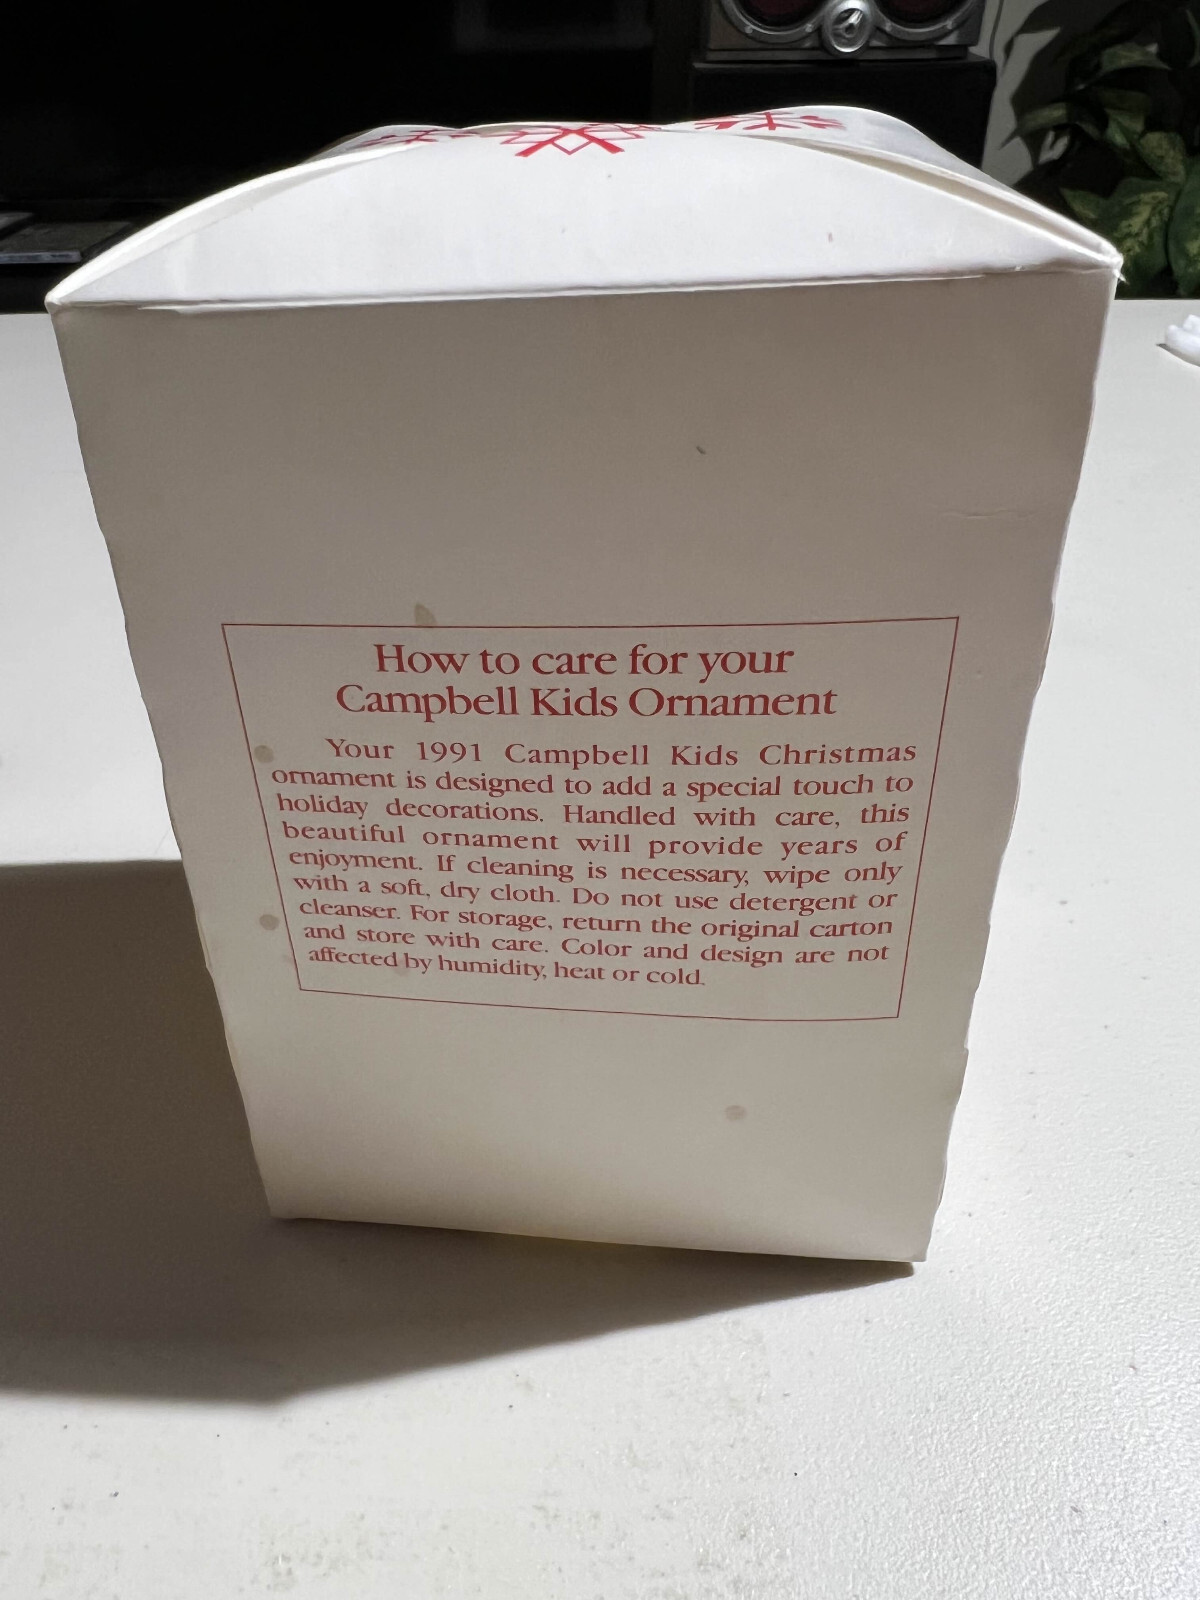 How to care for your
Campbell Kids Ornament
Your 1991 Campbell Kids Christmas
ornament is designed to add a special touch to
holiday decorations. Handled with care, this
beautiful ornament will provide years of
enjoyment. If cleaning is necessary, wipe only
with a soft, dry cloth. Do not use detergent or
cleanser. For storage, return the original carton
and store with care. Color and design are not
affected by humidity, heat or cold.